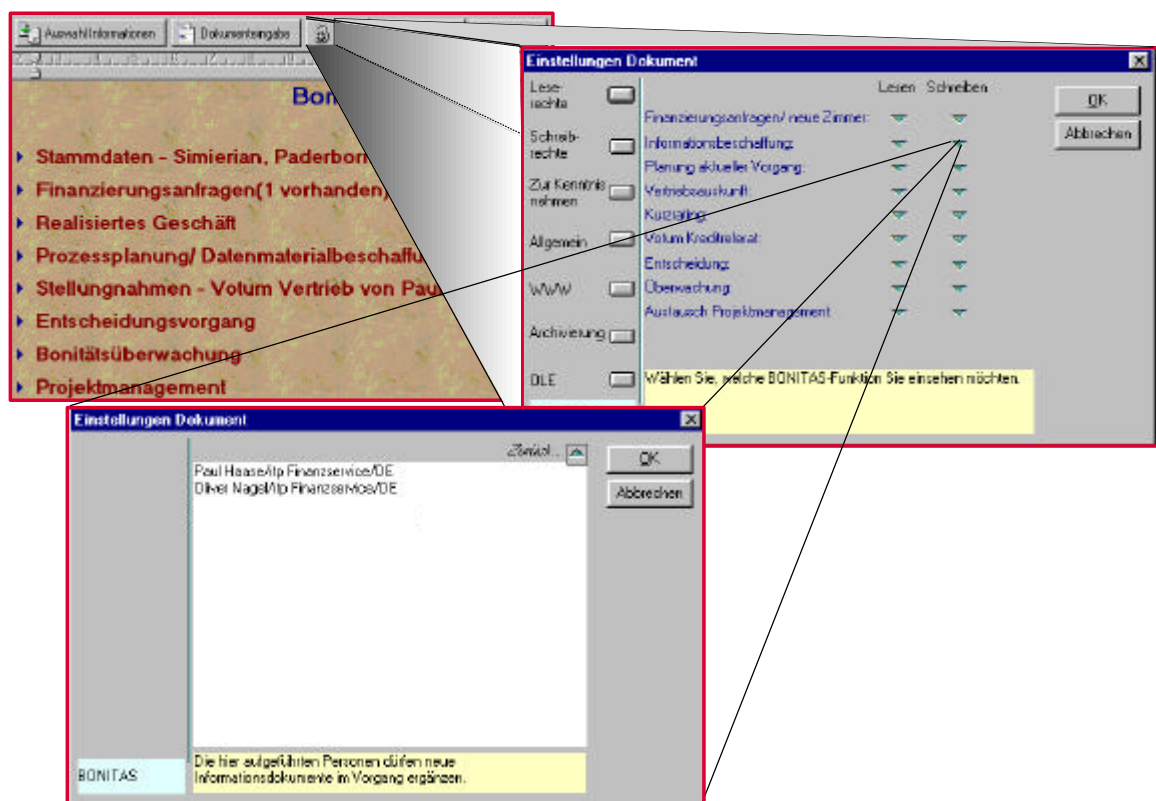 Auswahl Informationen
Dokumenteingabe
Bon
Stammdaten - Simierian, Paderborn
Finanzierungsanfragen(1 vorhanden)
Realisiertes Geschäft
Prozessplanung/ Datenmaterialbeschaffu
Stellungnahmen - Votum Vertrieb von Pau
Entscheidungsvorgang
Bonitätsüberwachung
Projektmanagement
Einstellungen Dokument
Lese-
rechte
Schreib-
rechte
Zur Kenntnis
nehmen
Allgemein
WWW
Archivierung
OLE
Lesen Schreiben
Finanzierungsanfragen/ neue Zimmer:
Informationsbeschaffung:
Planung aktueller Vorgang:
Vertriebsauskunft:
Kurzrating:
Votum Kreditreferat:
Entscheidung:
Überwachung:
Austausch Projektmanagement
OK
Abbrechen
Wählen Sie, welche BONITAS-Funktion Sie einsehen möchten.
Einstellungen Dokument
Zurück...
Paul Haase/itp Finanzservice/DE
Oliver Nagel/itp Finanzservice/DE
OK
Abbrechen
BONITAS
Die hier aufgeführten Personen dürfen neue
Informationsdokumente im Vorgang ergänzen.